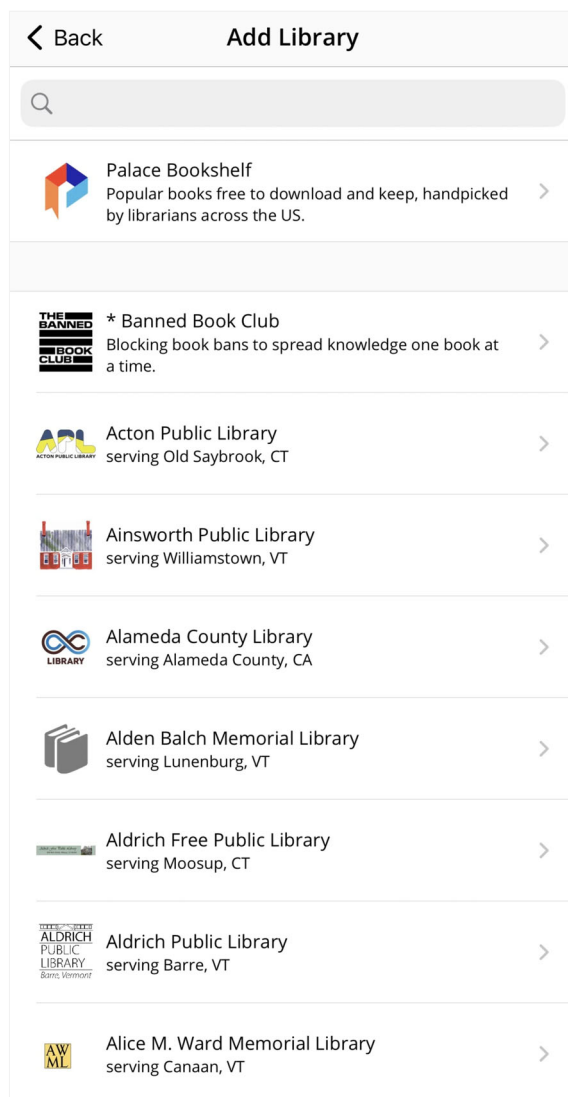 Back
Add Library
Palace Bookshelf
Popular books free to download and keep, handpicked
by librarians across the US.
THE
BANNED
BOOK
CLUB
* Banned Book Club
Blocking book bans to spread knowledge one book at
a time.
APL
ACTON PUBLIC LIBRARY
Acton Public Library
serving Old Saybrook, CT
Ainsworth Public Library
serving Williamstown, VT
LIBRARY
Alameda County Library
serving Alameda County, CA
Alden Balch Memorial Library
serving Lunenburg, VT
Aldrich Free Public Library
serving Moosup, CT
ALDRICH
PUBLIC
LIBRARY
Barre, Vermont
Aldrich Public Library
serving Barre, VT
AW
ML
Alice M. Ward Memorial Library
serving Canaan, VT